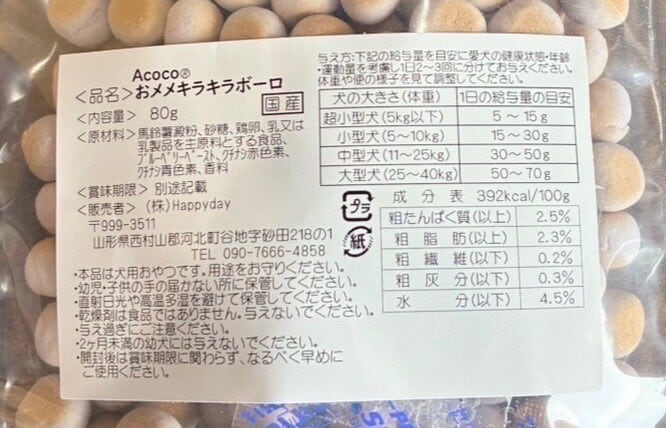 Acoco®
<品名>おメメキラキラボーロ
<内容量> 80g
国産
<原材料>馬鈴薯澱粉、砂糖、鶏卵、乳又は
乳製品を主原料とする食品、
ブルーベリーペースト、クチナシ赤色素、
クチナシ青色素、香料
<賞味期限> 別途記載
<販売者> (株)Happyday
〒999-3511
山形県西村山郡河北町谷地字砂田218の1
TEL 090-7666-4858
・本品は犬用おやつです。用途をお守りください。
・幼児・子供の手の届かない所に保管してください。
・直射日光や高温多湿を避けて保管してください。
・乾燥剤は食品ではありません。与えないでください。
・与え過ぎにご注意ください。
・2ヶ月未満の幼犬には与えないでください。
・開封後は賞味期限に関わらず、なるべく早めに
ご使用ください。
与え方:下記の給与量を目安に愛犬の健康状態・年齢
・運動量を考慮し1日2〜3回に分けてお与えください。
体重や便の様子を見て調整してください。
犬の大きさ(体重) 1日の給与量の目安
超小型犬(5kg以下) 5〜15g
小型犬(5〜10kg) 15〜30g
中型犬(11〜25kg) 30〜50g
大型犬(25〜40kg) 50〜70g
プラ
紙
成分表 392kcal/100g
粗たんぱく質(以上) 2.5%
粗脂肪(以上) 2.3%
粗繊維(以下) 0.2%
粗灰分(以下) 0.3%
水分(以下) 4.5%